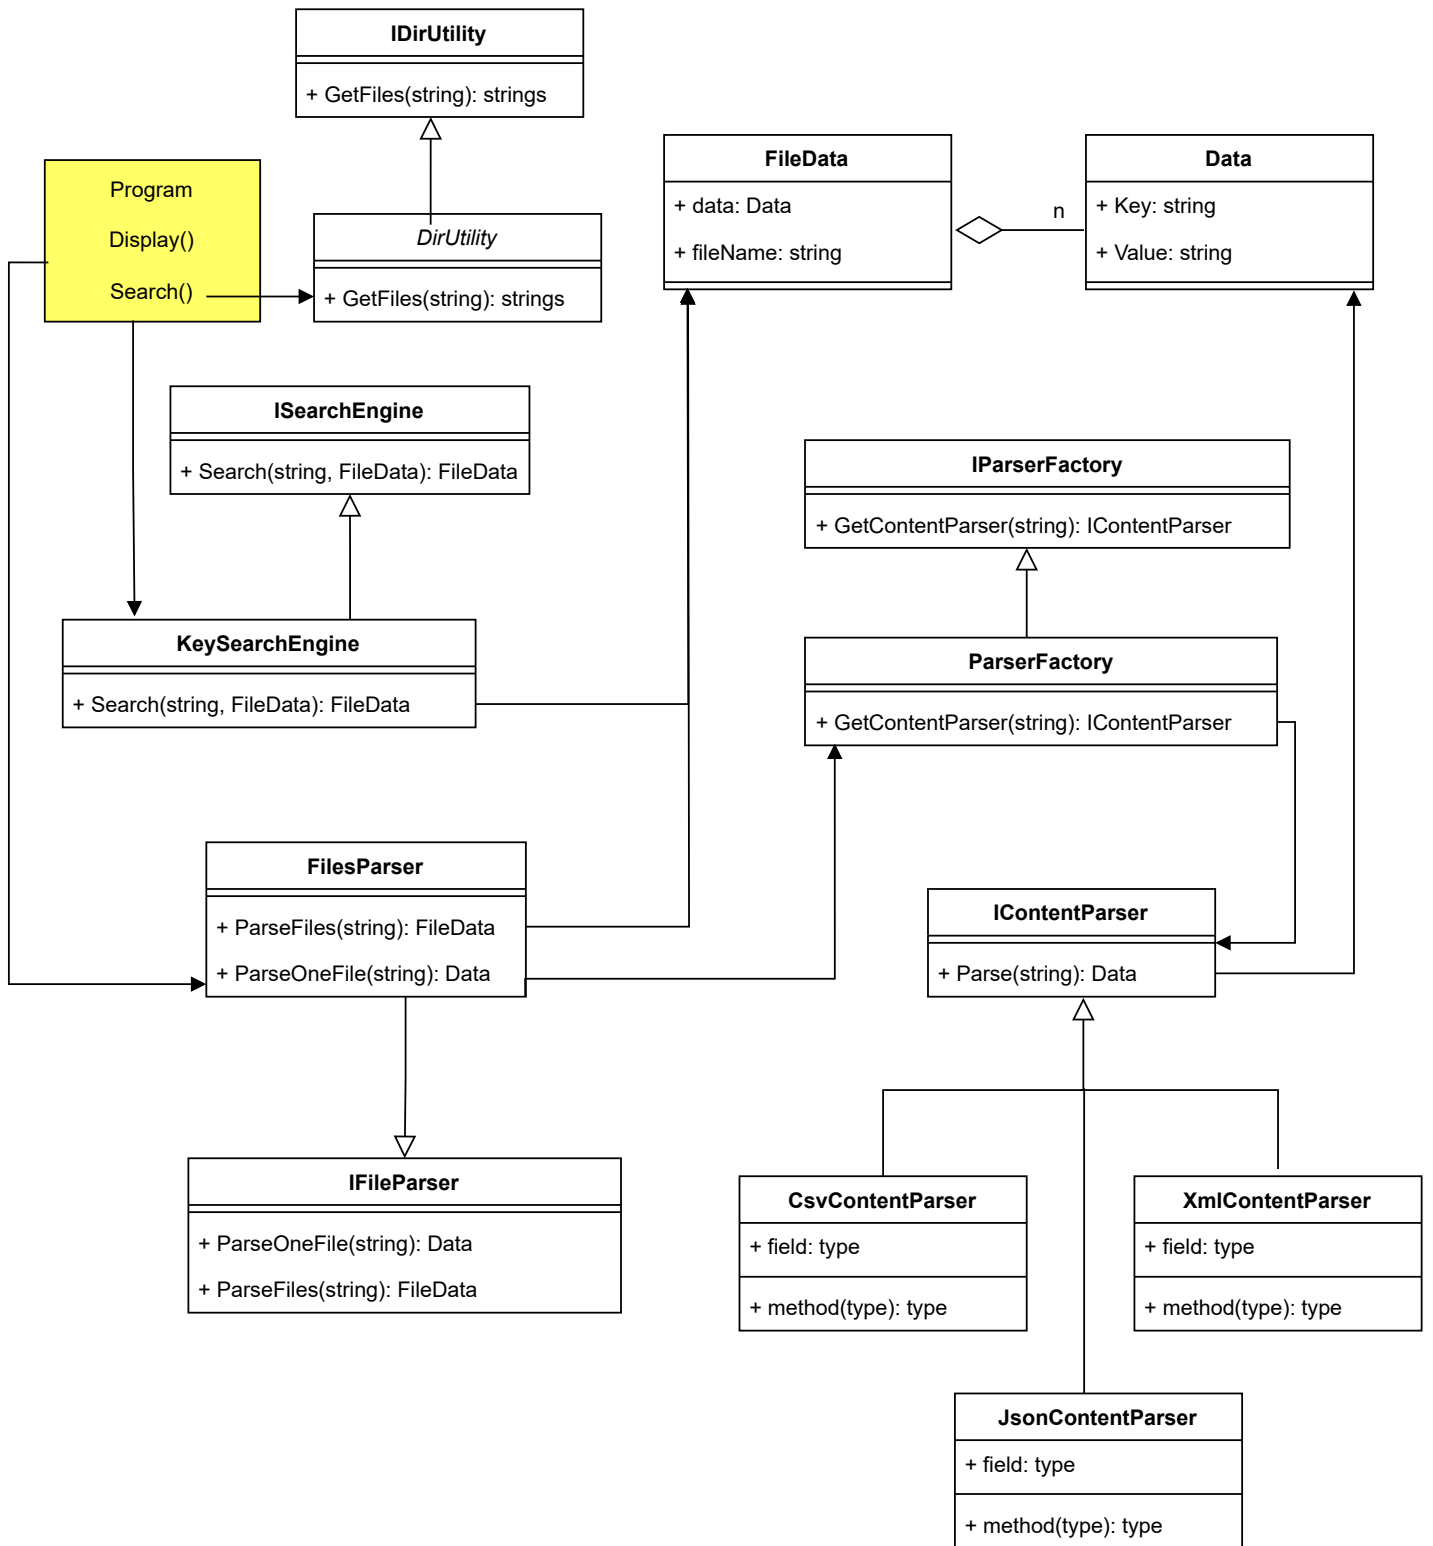 IDirUtility
+ GetFiles(string): strings
Program
Display()
Search()
DirUtility
+ GetFiles(string): strings
FileData
+ data: Data
+ fileName: string
n
Data
+ Key: string
+ Value: string
ISearchEngine
+ Search(string, FileData): FileData
IParserFactory
+ GetContentParser(string): IContentParser
KeySearchEngine
+ Search(string, FileData): FileData
ParserFactory
+ GetContentParser(string): IContentParser
FilesParser
+ ParseFiles(string): FileData
+ ParseOneFile(string): Data
IContentParser
+ Parse(string): Data
IFileParser
+ ParseOneFile(string): Data
+ ParseFiles(string): FileData
CsvContentParser
+ field: type
+ method(type): type
XmlContentParser
+ field: type
+ method(type): type
JsonContentParser
+ field: type
+ method(type): type